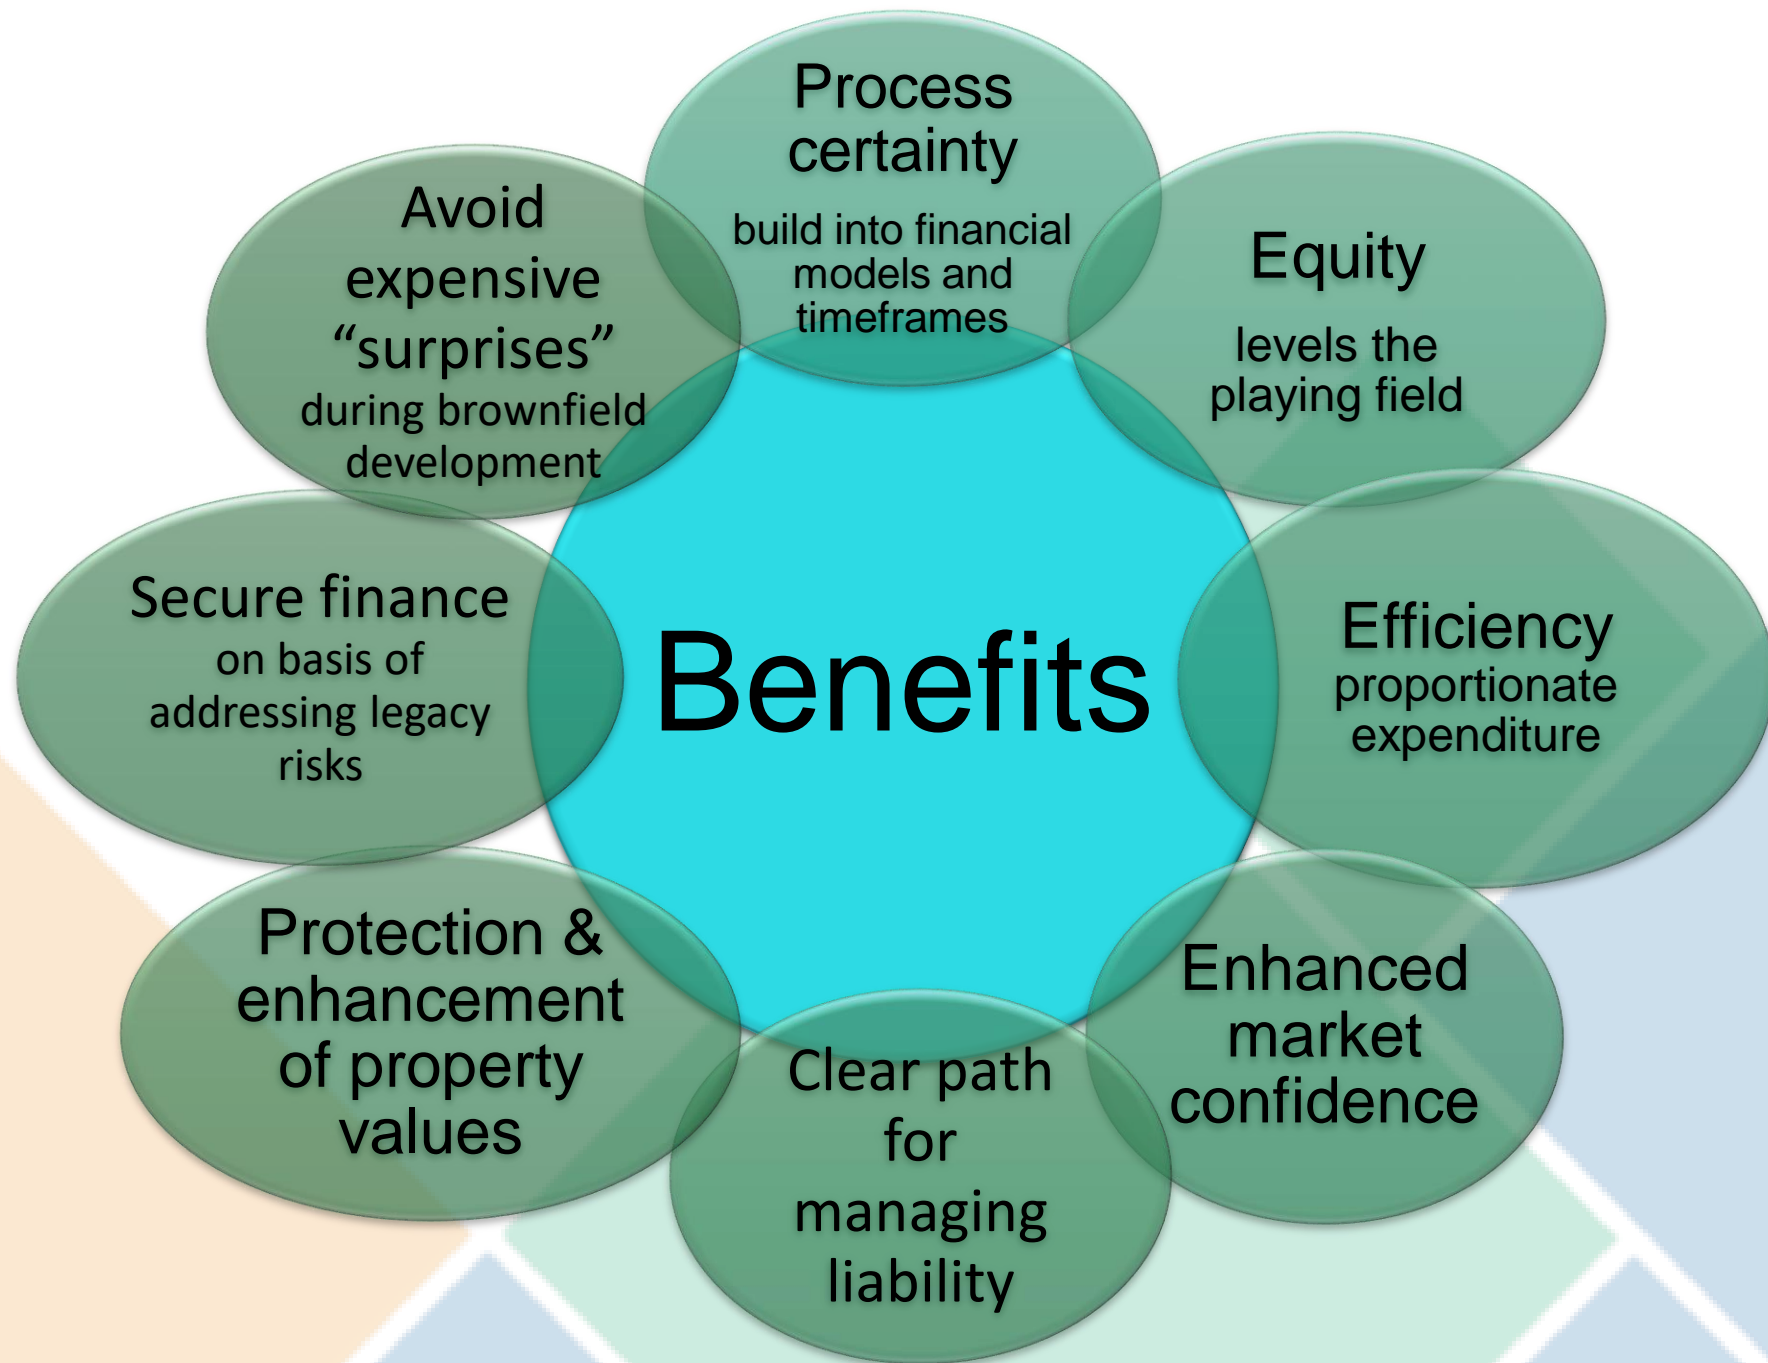 Process
certainty
build into financial
models and
timeframes
Equity
levels the
playing field
Efficiency
proportionate
expenditure
Enhanced
market
confidence
Clear path
for
managing
liability
Protection &
enhancement
of property
values
Secure finance
on basis of
addressing legacy
risks
Avoid
expensive
“surprises”
during brownfield
development
Benefits